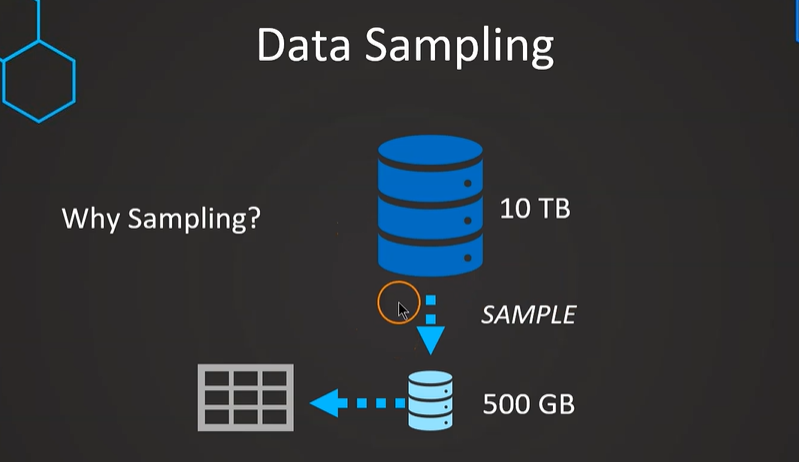 Data Sampling
Why Sampling?
10 TB
SAMPLE
500 GB